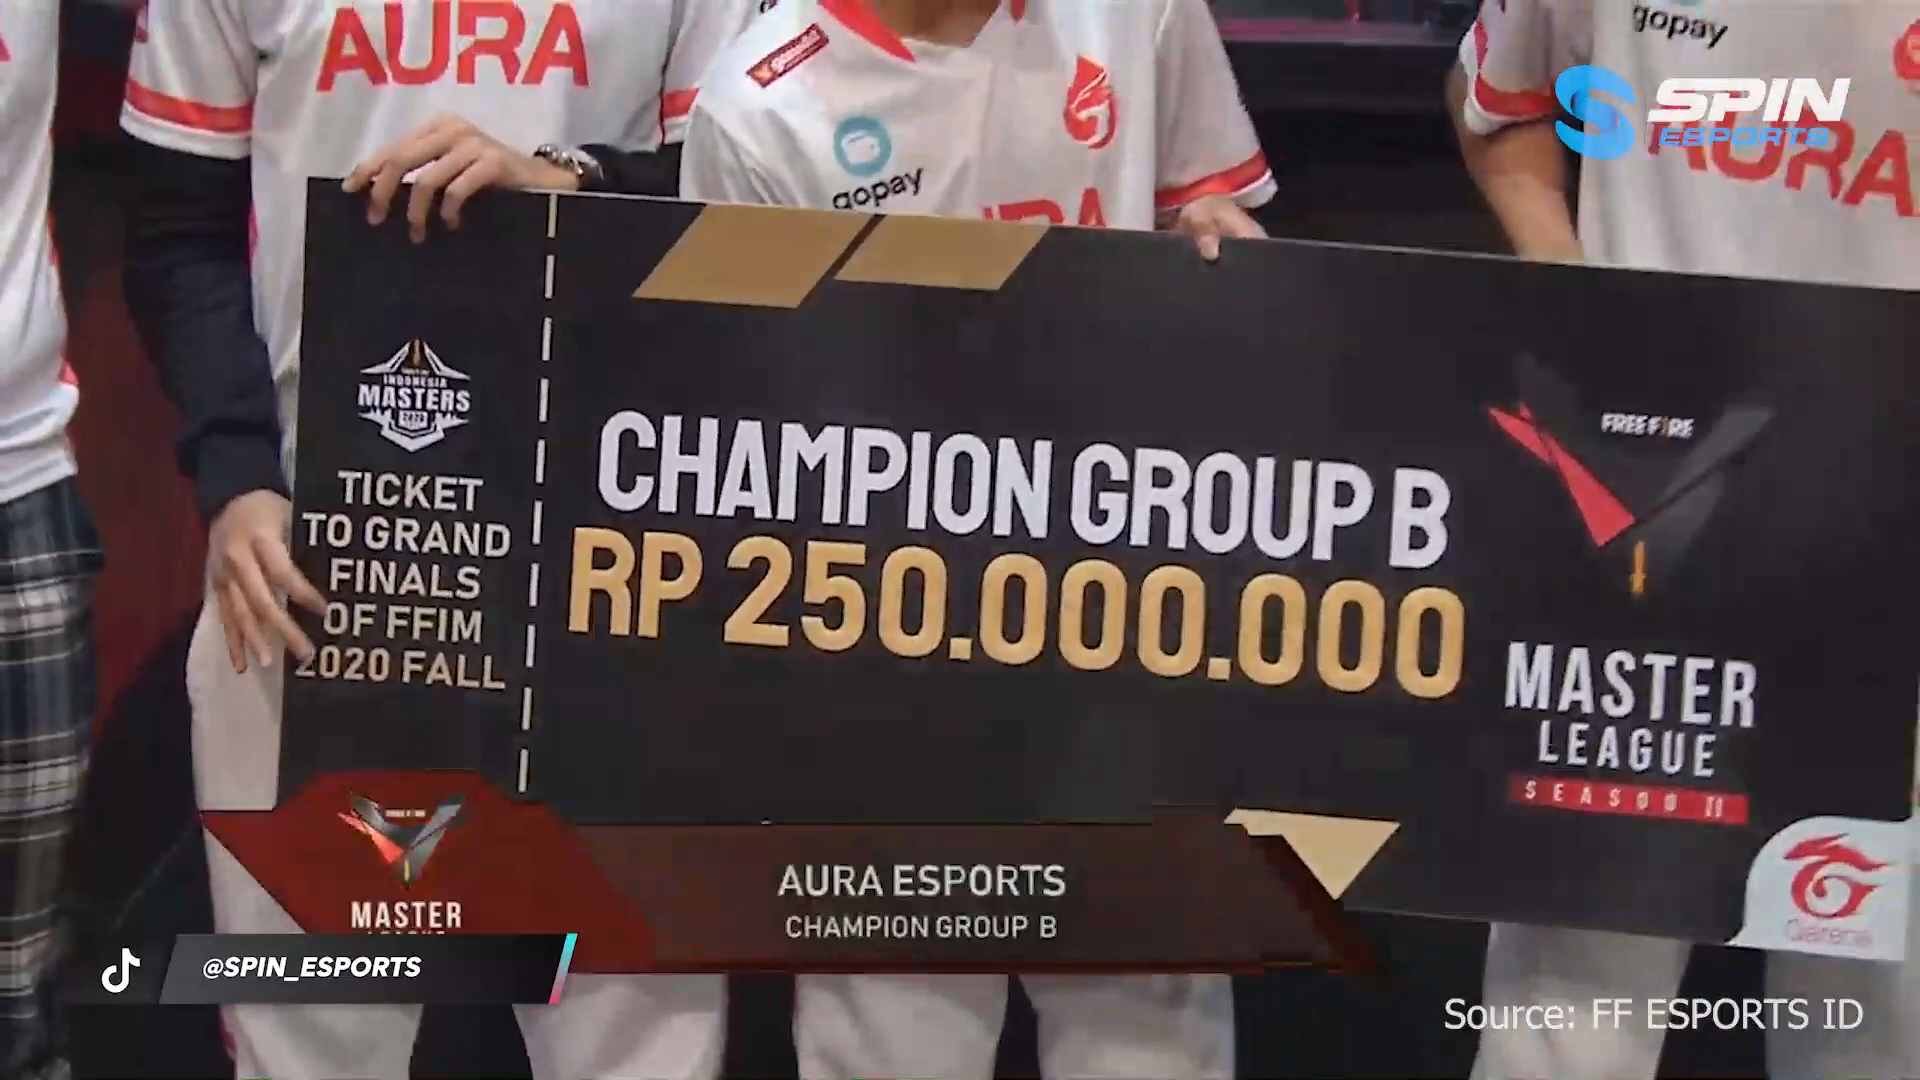 AURA
gopay
gopay
SPIN
ESPORTS
AURA
INDONESIA
MASTERS
TICKET
TO GRAND
FINALS
OF FFIM
2020 FALL
CHAMPION GROUP B
RP 250.000.000
FREE FIRE
MASTER
LEAGUE
SEASON II
Garena
MASTER
AURA ESPORTS
CHAMPION GROUP B
@SPIN_ESPORTS
Source: FF ESPORTS ID